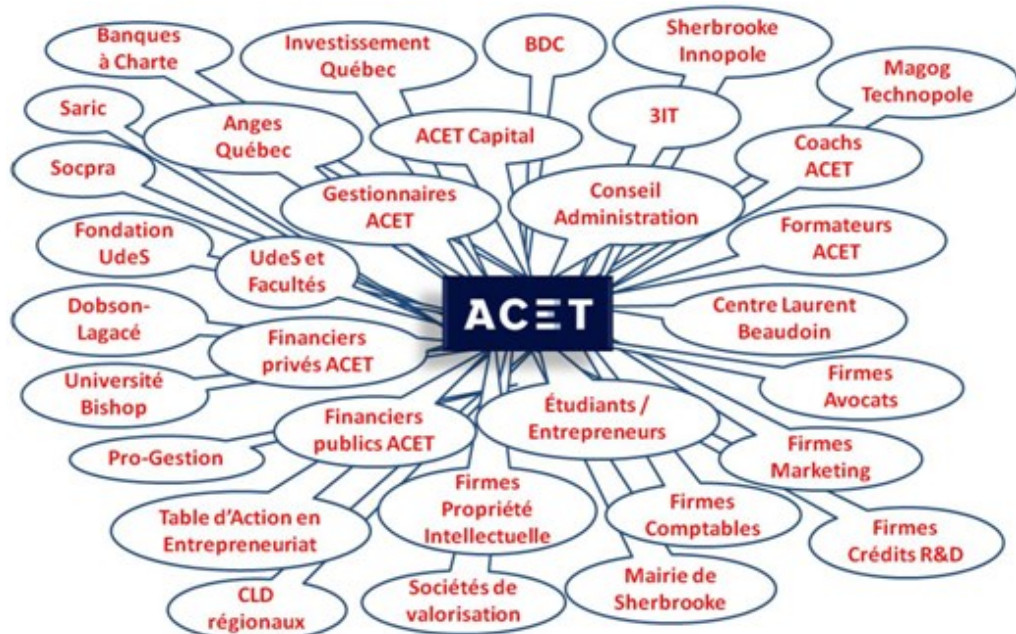 Banques
à Charte
Investissement
Québec
BDC
Sherbrooke
Innopole
Magog
Technopole
Saric
Anges
Québec
ACET Capital
3IT
Coachs
ACET
Socpra
Gestionnaires
ACET
Conseil
Administration
Formateurs
ACET
Fondation
UdeS
UdeS et
Facultés
ACET
Dobson-
Lagacé
Centre Laurent
Beaudoin
Financiers
privés ACET
Université
Bishop
Firmes
Avocats
Financiers
publics ACET
Étudiants /
Entrepreneurs
Pro-Gestion
Firmes
Marketing
Table d'Action en
Entrepreneuriat
Firmes
Propriété
Intellectuelle
Firmes
Comptables
Firmes
Crédits R&D
CLD
régionaux
Sociétés de
valorisation
Mairie de
Sherbrooke